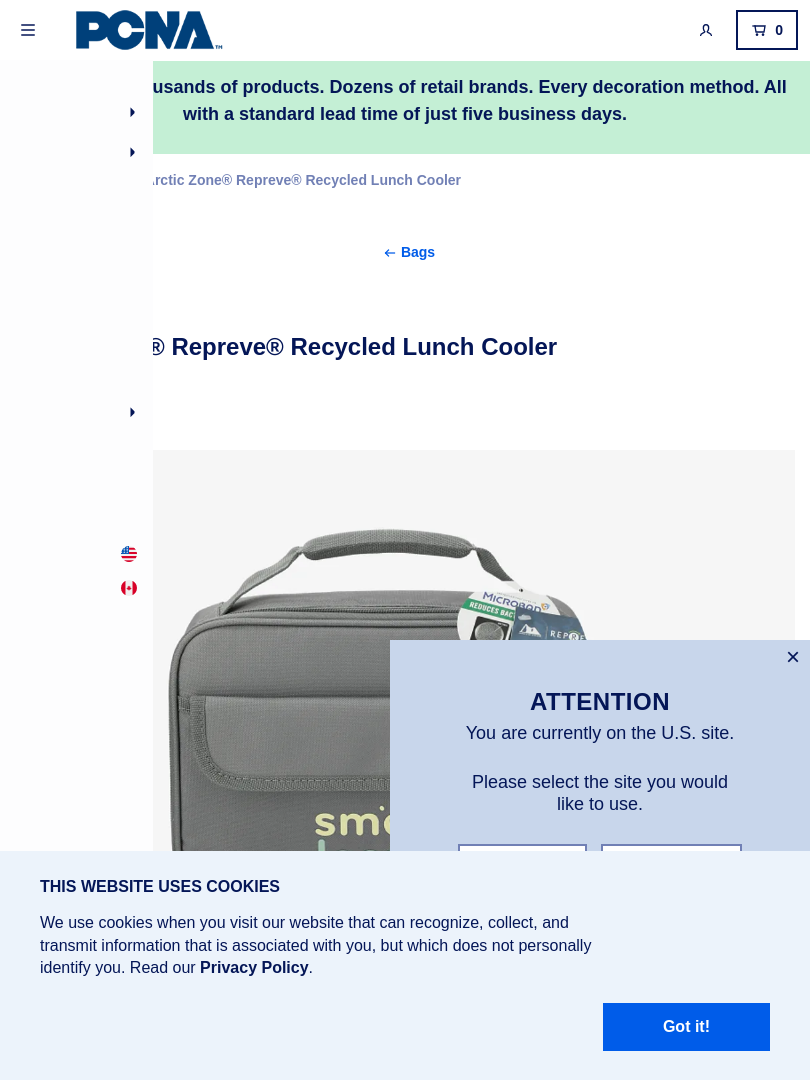 PCNA™
0
usands of products. Dozens of retail brands. Every decoration method. All
with a standard lead time of just five business days.
Arctic Zone® Repreve® Recycled Lunch Cooler
← Bags
® Repreve® Recycled Lunch Cooler
MICROBAN
REDUCES BAC
REPRE
ATTENTION
You are currently on the U.S. site.
Please select the site you would
like to use.
THIS WEBSITE USES COOKIES
We use cookies when you visit our website that can recognize, collect, and
transmit information that is associated with you, but which does not personally
identify you. Read our Privacy Policy.
Got it!